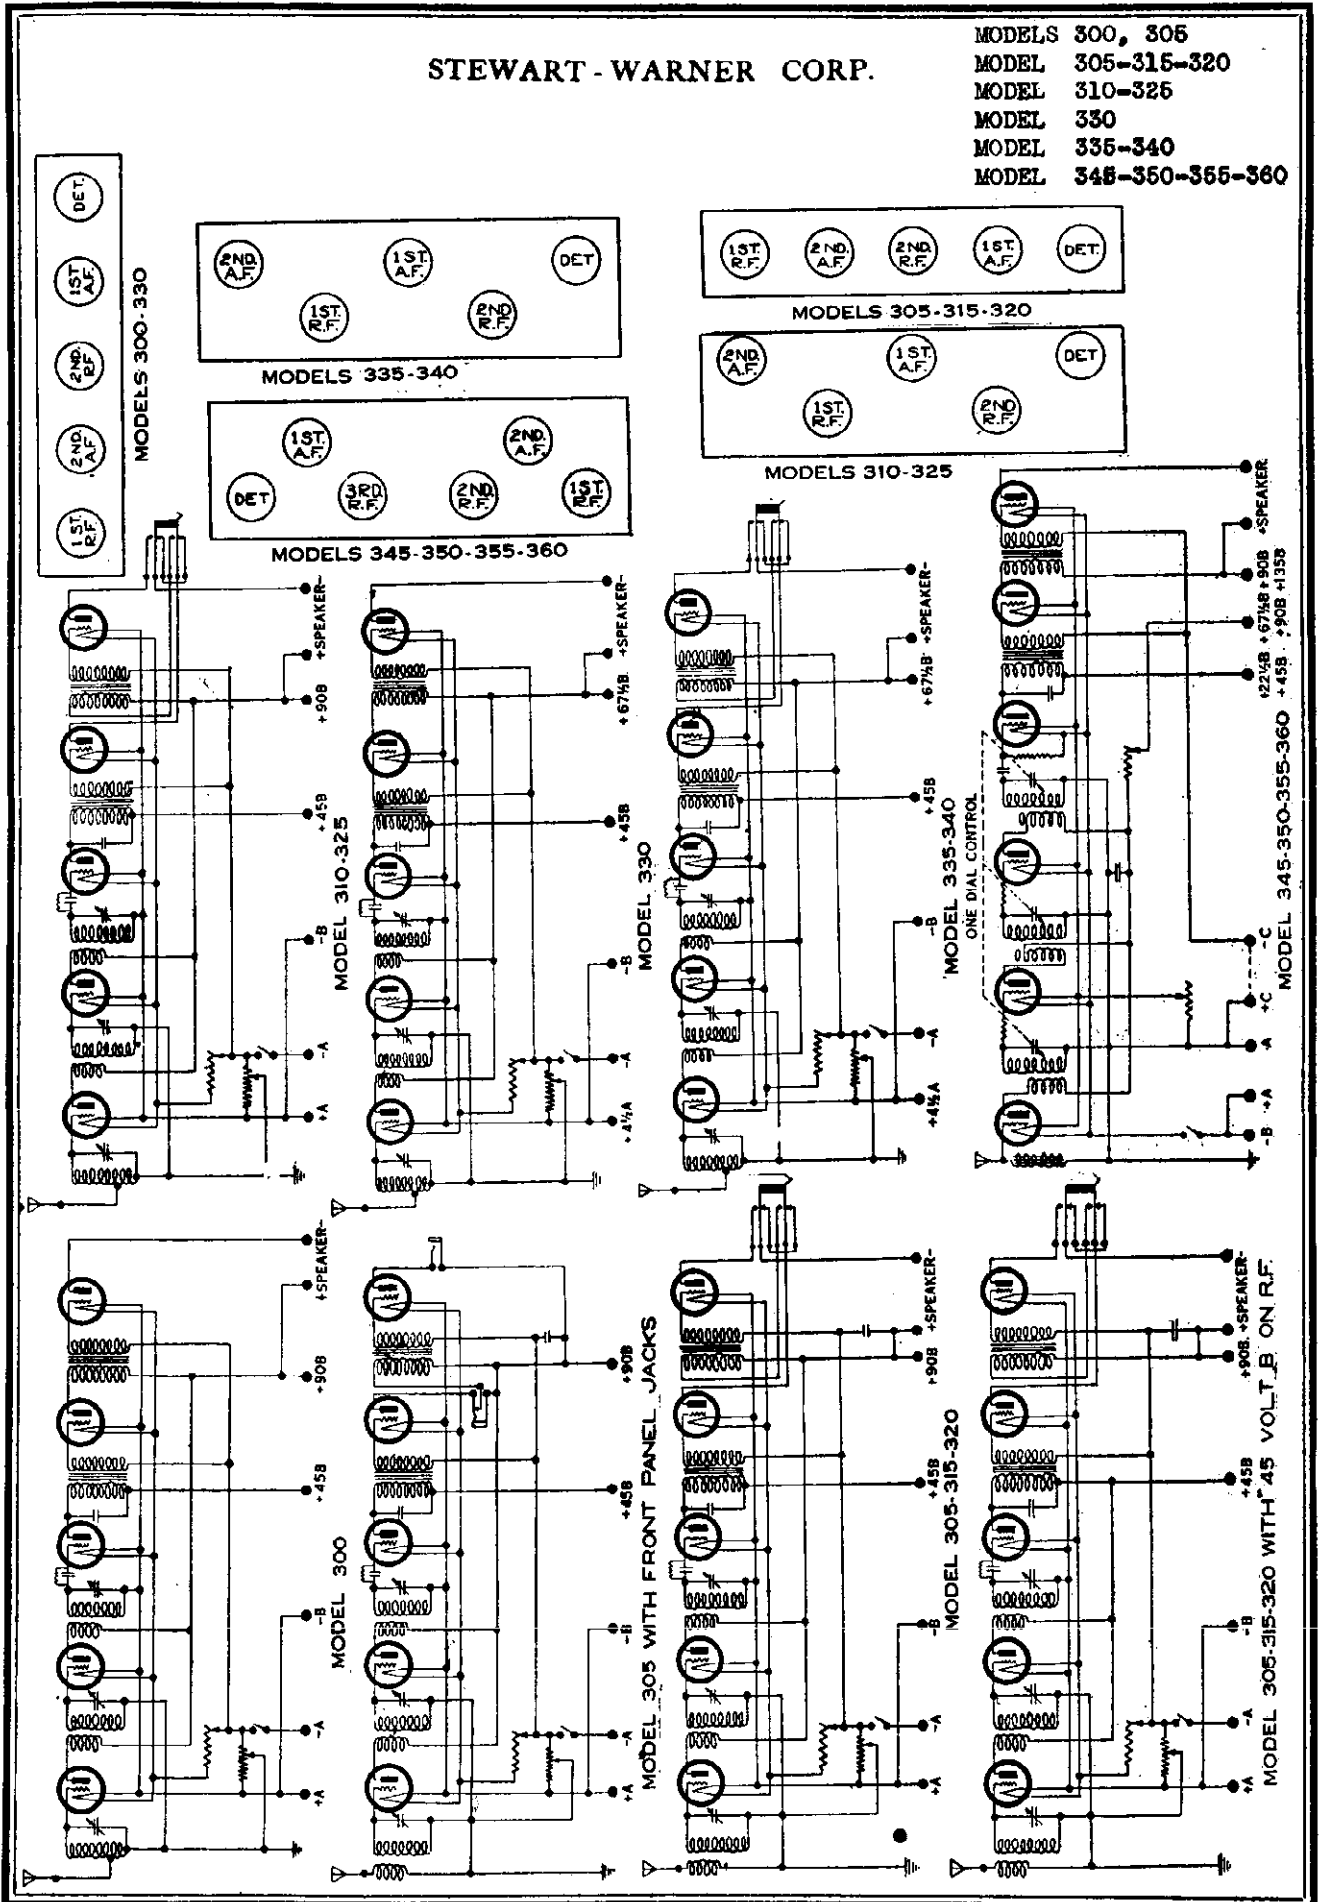 STEWART-WARNER CORP.
MODELS 300, 305
MODEL 305-315-320
MODEL 310-325
MODEL 330
MODEL 335-340
MODEL 345-350-355-360
DET.
1ST A.F.
2ND. RF
2ND. A.F
1ST. R.F.
MODELS 300-330
2ND. A.F.
1ST. A.F.
DET
1ST. R.F.
2ND R.F.
MODELS 335-340
1ST. R.F.
2ND. A.F.
2ND. R.F.
1ST. A.F.
DET.
MODELS 305-315-320
2ND. A.F.
1ST. A.F.
DET
1ST. R.F.
2ND R.F.
MODELS 310-325
1ST. A.F.
2ND. A.F.
DET
3RD. R.F.
2ND. R.F.
1ST. R.F.
MODELS 345-350-355-360
+A
-A
-B
+45B
+90B
+SPEAKER-
MODEL 310-325
+4½A
-A
-B
+45B
+67½B
+SPEAKER-
MODEL 330
+4½A
-A
-B
+45B
+67½B
+SPEAKER-
MODEL 335-340
ONE DIAL CONTROL
-B
+A
-A
+C
-C
+22½B
+67½B
+90B
+SPEAKER
+45B
+90B
+135B
MODEL 345-350-355-360
+A
-A
-B
+45B
+90B
+SPEAKER-
MODEL 300
+A
-A
-B
+45B
+90B
MODEL 305 WITH FRONT PANEL JACKS
+A
-A
-B
+45B
+90B
+SPEAKER-
MODEL 305-315-320
+A
-A
-B
+45B
+90B.
+SPEAKER-
MODEL 305-315-320 WITH 45 VOLT B ON R.F.